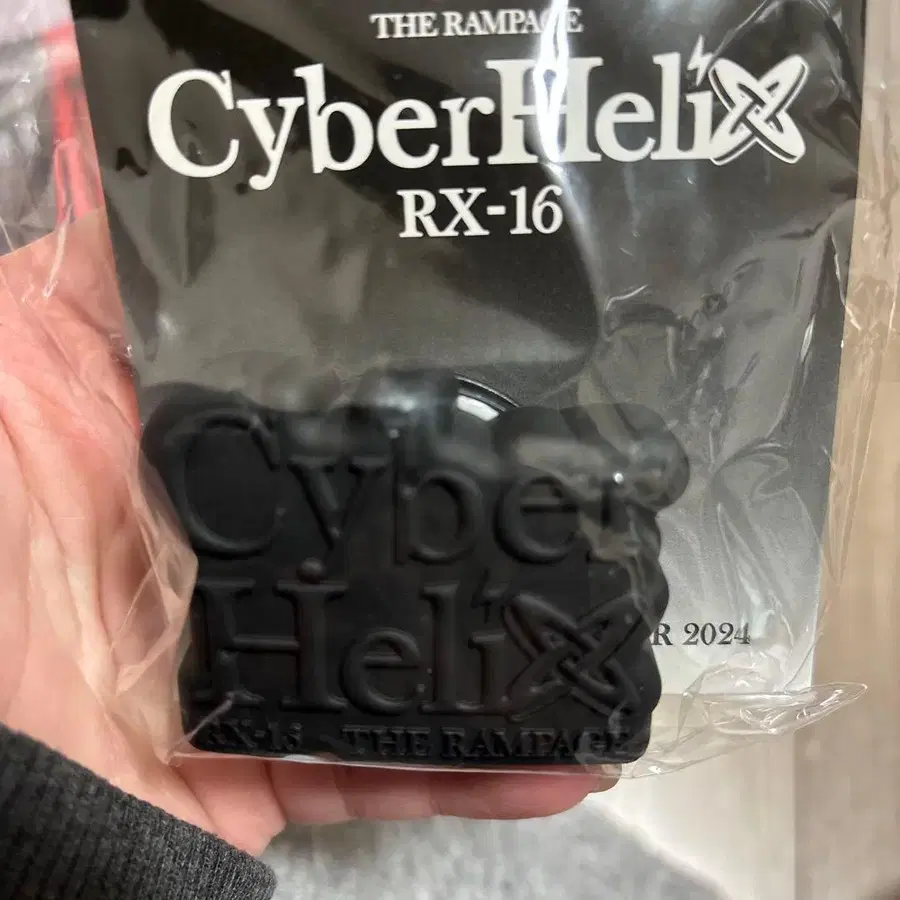 THE RAMPAGE
CyberHelix
RX-16
Cyber
Helix
R 2024
RX-16 THE RAMPAGE